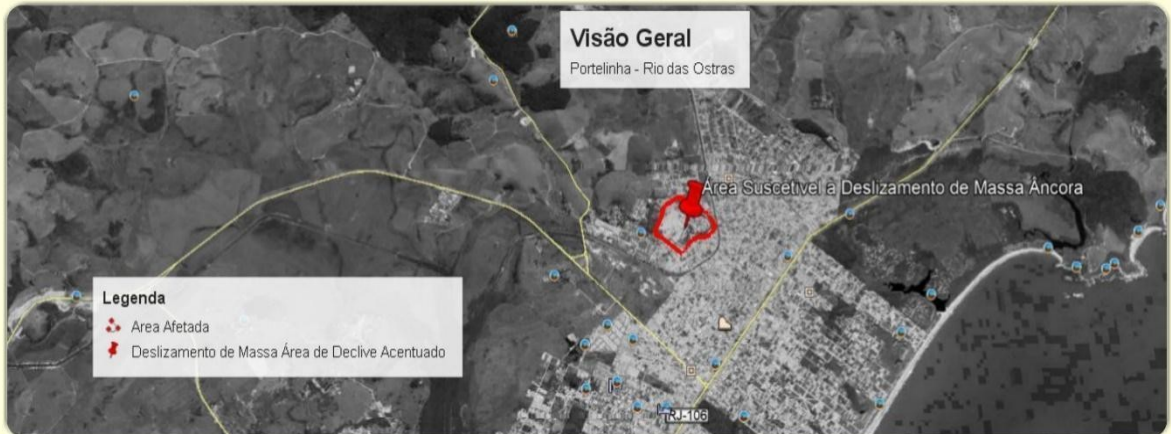 Visão Geral
Portelinha - Rio das Ostras
Área Suscetivel a Deslizamento de Massa Âncora
Legenda
Area Afetada
Deslizamento de Massa Área de Declive Acentuado
RJ-106